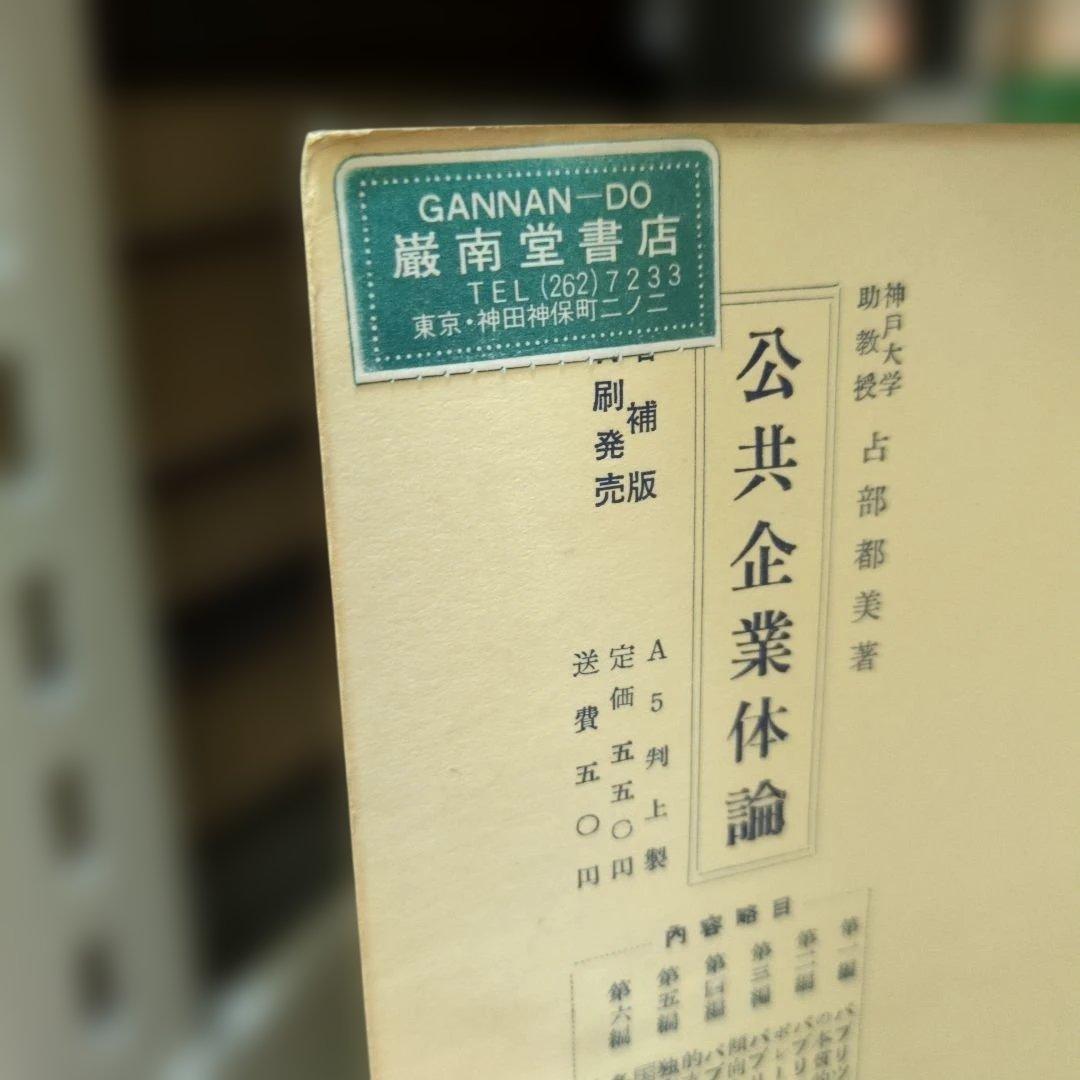 GANNAN—DO
巌南堂書店
TEL (262) 7233
東京・神田神保町二ノ二
神戸大学
助教授
占部都美著
公共企業体論
補版
刷発売
A5判上製
定価五五〇円
送費五〇円
内容略目
第一編
第二編
第三編
第四編
第五編
第六編